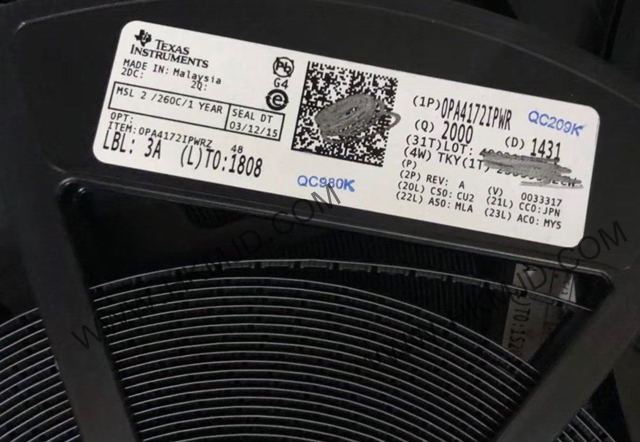 TEXAS
INSTRUMENTS
MADE IN: Malaysia
2DC: 2Q:
MSL 2 /260C/1 YEAR
SEAL DT
03/12/15
OPT:
ITEM:OPA4172IPWRZ 48
LBL: 3A (L)TO:1808
Pb
G4
e
QC980K
(1P)OPA4172IPWR QC209K
(Q) 2000 (D) 1431
(31T)LOT:
(4W) TKY(1T)
(P)
(2P) REV: A (V) 0033317
(20L) CSO: CU2 (21L) CCO:JPN
(22L) ASO: MLA (23L) ACO: MYS